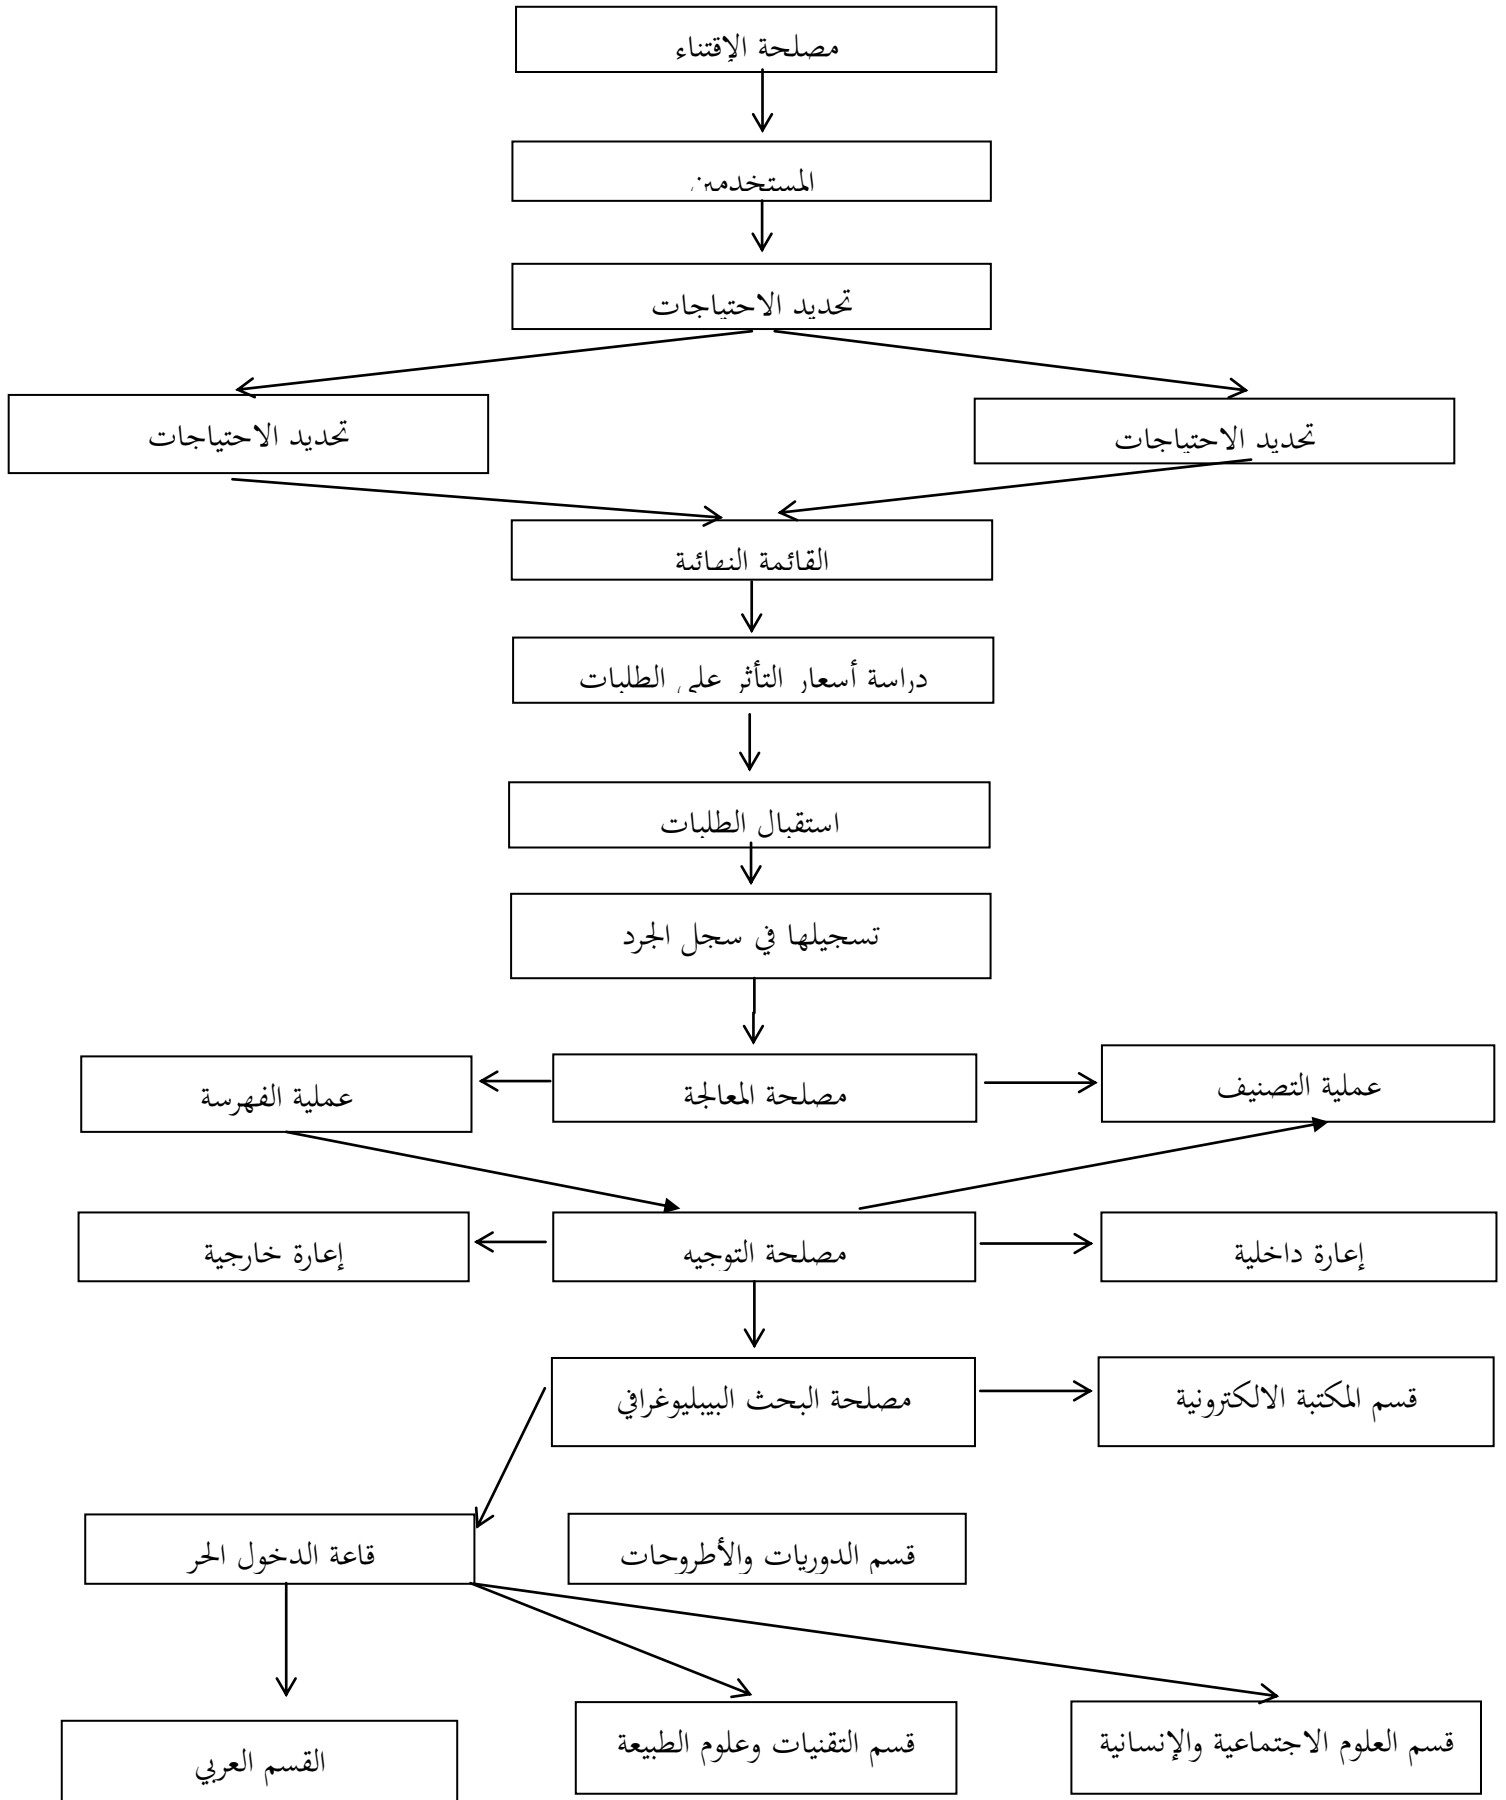 مصلحة الإقتناء
المستخدمين
تحديد الاحتياجات
تحديد الاحتياجات
تحديد الاحتياجات
القائمة النهائية
دراسة أسعار التأثر على الطلبات
استقبال الطلبات
تسجيلها في سجل الجرد
عملية التصنيف
مصلحة المعالجة
عملية الفهرسة
إعارة داخلية
مصلحة التوجيه
إعارة خارجية
قسم المكتبة الالكترونية
مصلحة البحث البيبليوغرافي
قسم الدوريات والأطروحات
قاعة الدخول الحر
قسم العلوم الاجتماعية والإنسانية
قسم التقنيات وعلوم الطبيعة
القسم العربي